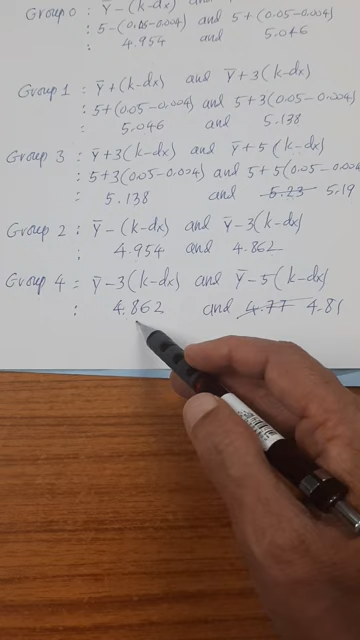 Group 0 : ȳ-(k-dx) and ȳ+(k-dx)
: 5-(0.05-0.004) and 5+(0.05-0.004)
: 4.954 and 5.046
Group 1 : ȳ+(k-dx) and ȳ+3(k-dx)
: 5+(0.05-0.004) and 5+3(0.05-0.004)
: 5.046 and 5.138
Group 3 : ȳ+3(k-dx) and ȳ+5(k-dx)
: 5+3(0.05-0.004) and 5+5(0.05-0.004
: 5.138 and 5.23 5.19
Group 2 : ȳ-(k-dx) and ȳ-3(k-dx)
4.954 and 4.862
Group 4 : ȳ-3(k-dx) and ȳ-5(k-dx)
: 4.862 and 4.77 4.81